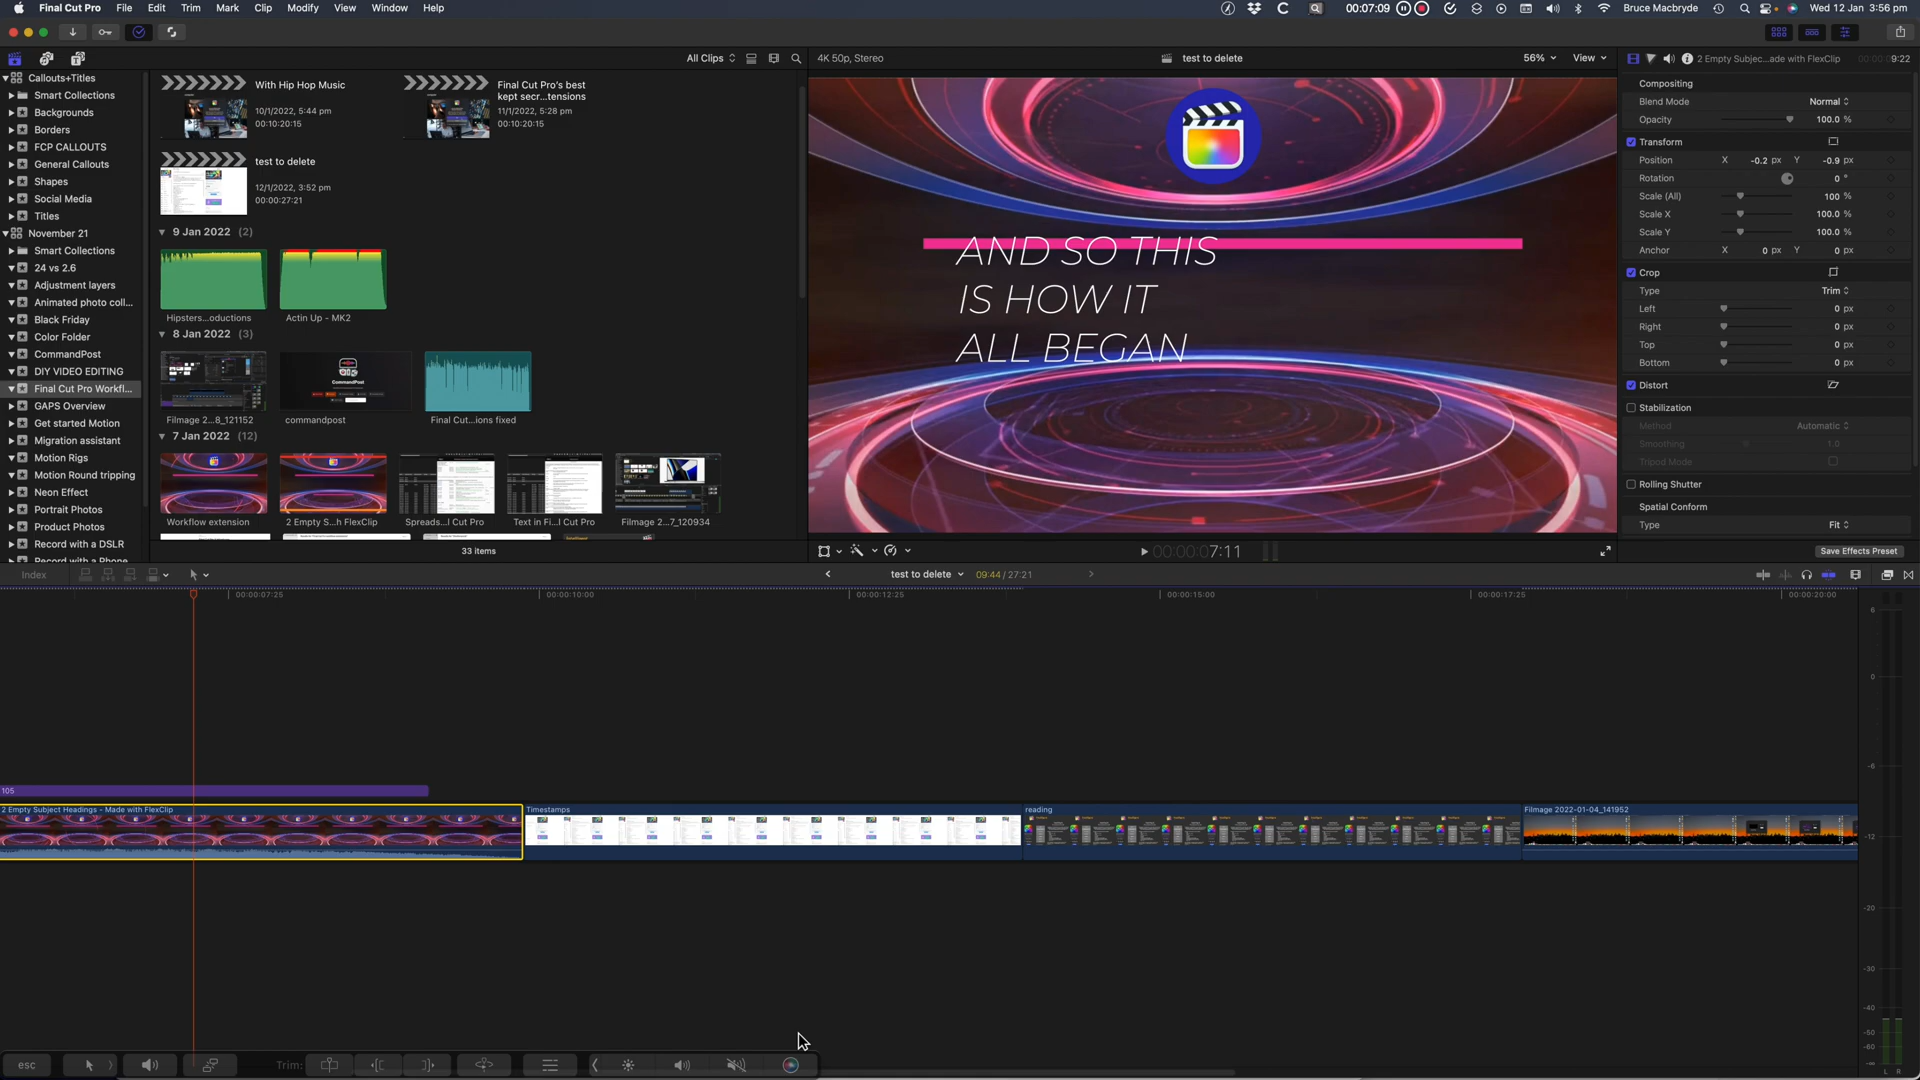 Final Cut Pro File Edit Trim Mark Clip Modify View Window Help
00:07:09 Bruce Macbryde Wed 12 Jan 3:56 pm
All Clips
4K 50p, Stereo test to delete 56% View
2 Empty Subjec...ade with FlexClip 9:22
Callouts+Titles
Smart Collections
Backgrounds
Borders
FCP CALLOUTS
General Callouts
Shapes
Social Media
Titles
November 21
Smart Collections
24 vs 2.6
Adjustment layers
Animated photo coll...
Black Friday
Color Folder
CommandPost
DIY VIDEO EDITING
Final Cut Pro Workfl...
GAPS Overview
Get started Motion
Migration assistant
Motion Rigs
Motion Round tripping
Neon Effect
Portrait Photos
Product Photos
Record with a DSLR
Record with a Phone
With Hip Hop Music
10/1/2022, 5:44 pm
00:10:20:15
Final Cut Pro's best
kept secr...tensions
11/1/2022, 5:28 pm
00:10:20:15
test to delete
12/1/2022, 3:52 pm
00:00:27:21
9 Jan 2022 (2)
Hipsters...oductions Actin Up - MK2
8 Jan 2022 (3)
CommandPost
Filmage 2...8_121152 commandpost Final Cut...ions fixed
7 Jan 2022 (12)
Workflow extension 2 Empty S...h FlexClip Spreads...l Cut Pro Text in Fi...l Cut Pro Filmage 2...7_120934
33 items
AND SO THIS
IS HOW IT
ALL BEGAN
00:00:07:11
Compositing
Blend Mode Normal
Opacity 100.0 %
Transform
Position X -0.2 px Y -0.9 px
Rotation 0 °
Scale (All) 100 %
Scale X 100.0 %
Scale Y 100.0 %
Anchor X 0 px Y 0 px
Crop
Type Trim
Left 0 px
Right 0 px
Top 0 px
Bottom 0 px
Distort
Stabilization
Method Automatic
Smoothing 1.0
Tripod Mode
Rolling Shutter
Spatial Conform
Type Fit
Save Effects Preset
Index test to delete 09:44 / 27:21
00:00:07:25 00:00:10:00 00:00:12:25 00:00:15:00 00:00:17:25 00:00:20:00
105
2 Empty Subject Headings - Made with FlexClip Timestamps reading Filmage 2022-01-04_141952
6
0
-6
-12
-20
-30
-40
-50
-60
L R
esc Trim: